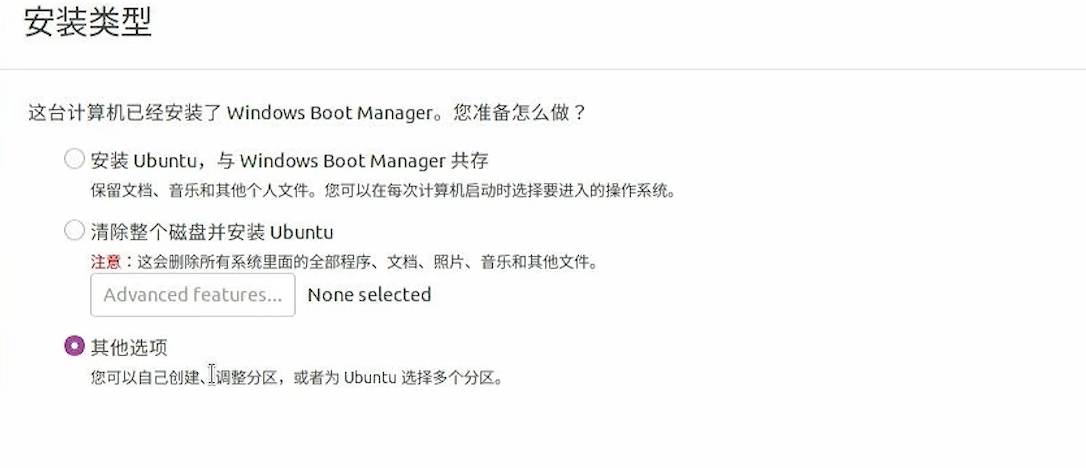 安装类型
这台计算机已经安装了 Windows Boot Manager。您准备怎么做？
安装 Ubuntu，与 Windows Boot Manager 共存
保留文档、音乐和其他个人文件。您可以在每次计算机启动时选择要进入的操作系统。
清除整个磁盘并安装 Ubuntu
注意：这会删除所有系统里面的全部程序、文档、照片、音乐和其他文件。
Advanced features... None selected
其他选项
您可以自己创建、调整分区，或者为 Ubuntu 选择多个分区。